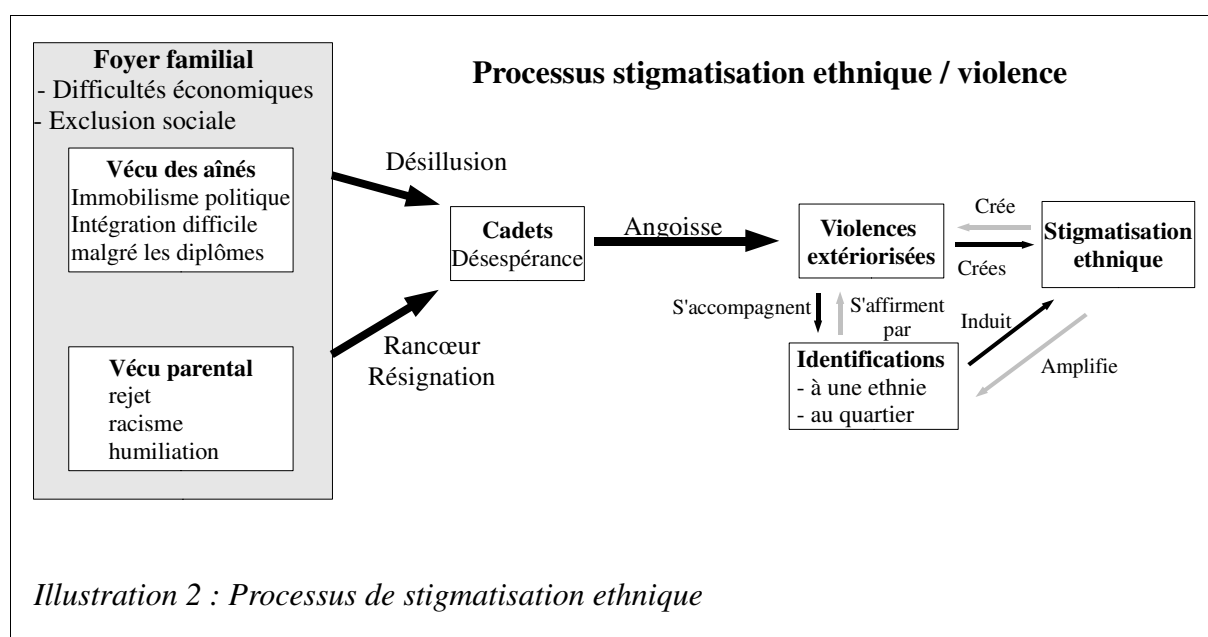 Foyer familial
- Difficultés économiques
- Exclusion sociale
Vécu des aînés
Immobilisme politique
Intégration difficile
malgré les diplômes
Vécu parental
rejet
racisme
humiliation
Processus stigmatisation ethnique / violence
Désillusion
Rancœur
Résignation
Cadets
Désespérance
Angoisse
Violences
extériorisées
Crée
Crées
Stigmatisation
ethnique
S'accompagnent
S'affirment
par
Induit
Amplifie
Identifications
- à une ethnie
- au quartier
Illustration 2 : Processus de stigmatisation ethnique